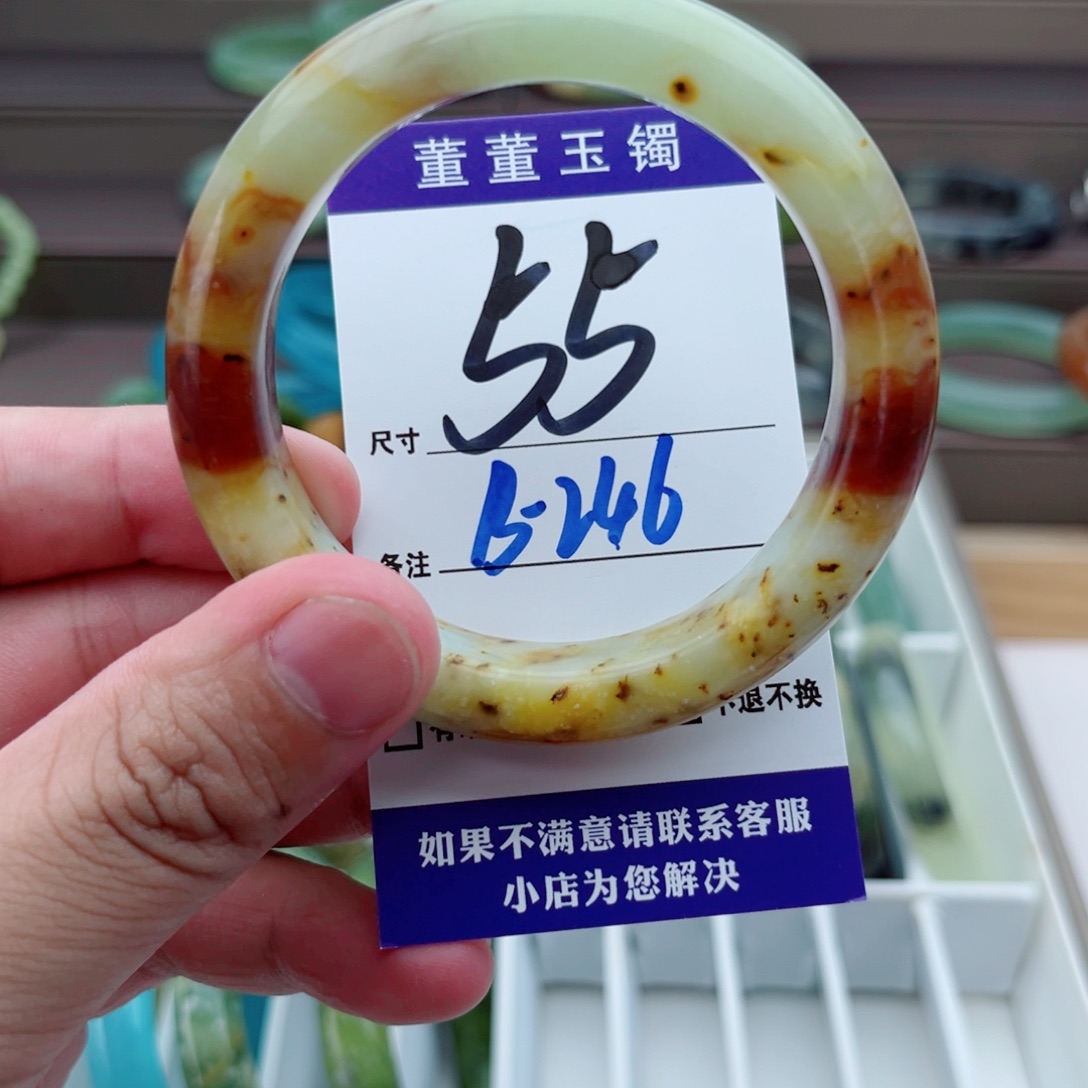 董董玉镯
尺寸 55
备注 B-246
不退不换
如果不满意请联系客服
小店为您解决